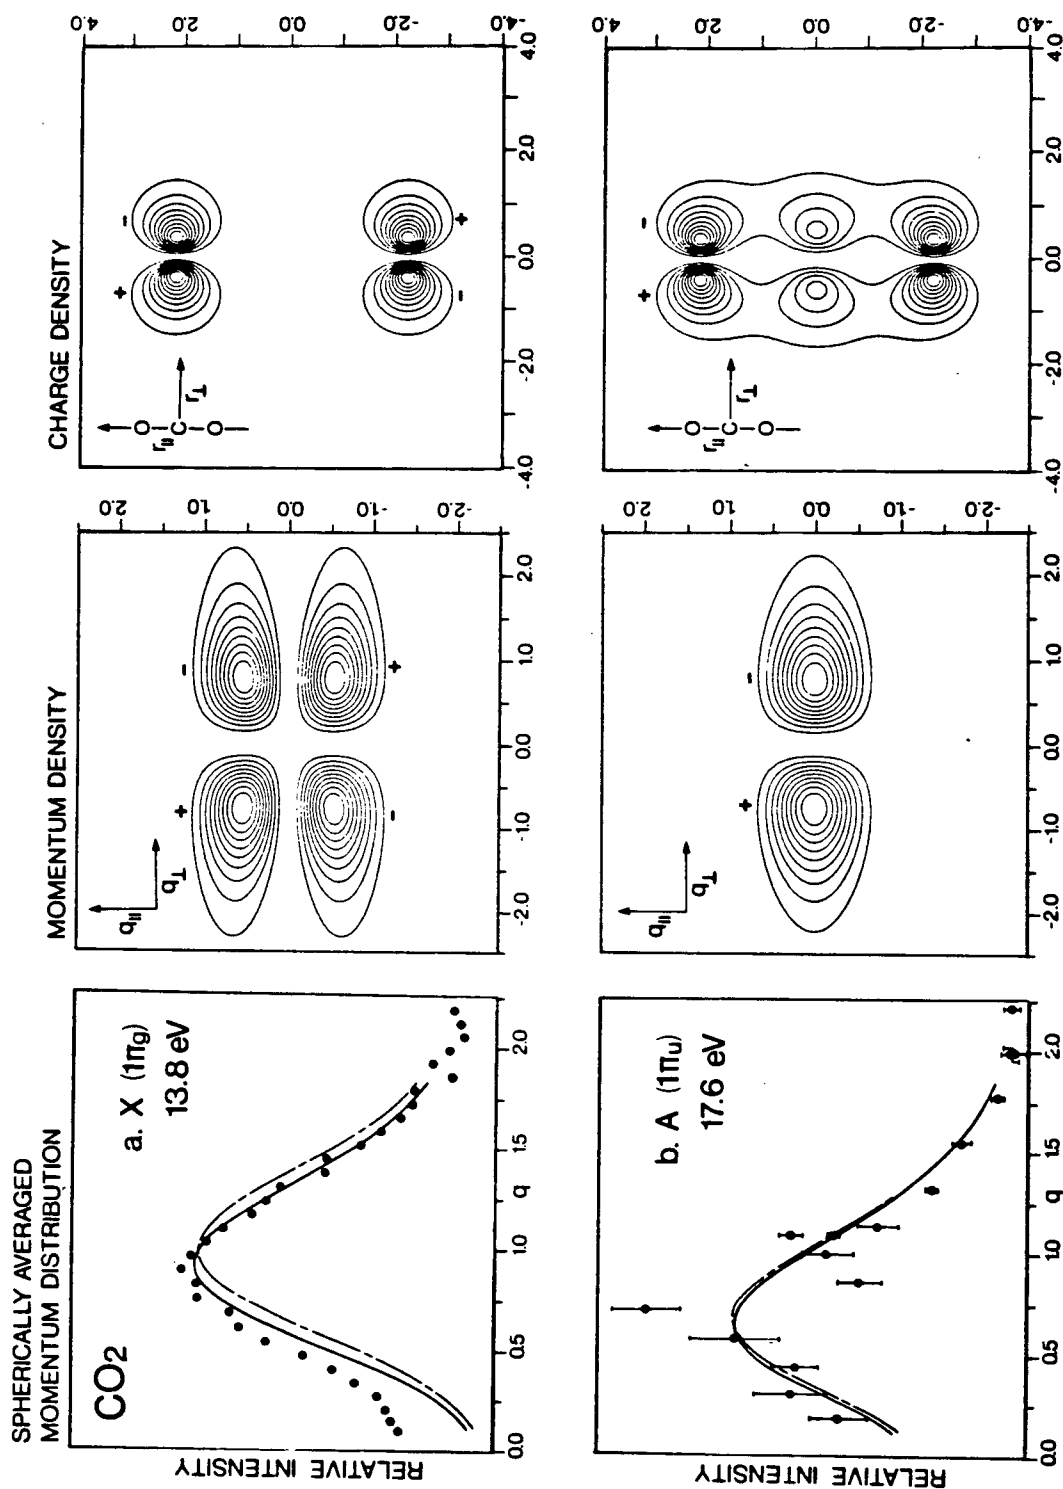 SPHERICALLY AVERAGED
MOMENTUM DISTRIBUTION
MOMENTUM DENSITY
CHARGE DENSITY
CO2
a. X (1πg)
13.8 eV
RELATIVE INTENSITY
0.0 0.5 1.0 1.5 2.0
q
q||
q⊥
+ -
- +
2.0 1.0 0.0 -1.0 -2.0
-2.0 -1.0 0.0 1.0 2.0
r||
r⊥
O-C-O
+ -
- +
4.0 2.0 0.0 -2.0 -4.0
-4.0 -2.0 0.0 2.0 4.0
b. A (1πu)
17.6 eV
RELATIVE INTENSITY
0.0 0.5 1.0 1.5 2.0
q
q||
q⊥
+ -
2.0 1.0 0.0 -1.0 -2.0
-2.0 -1.0 0.0 1.0 2.0
r||
r⊥
O-C-O
+ -
4.0 2.0 0.0 -2.0 -4.0
-4.0 -2.0 0.0 2.0 4.0